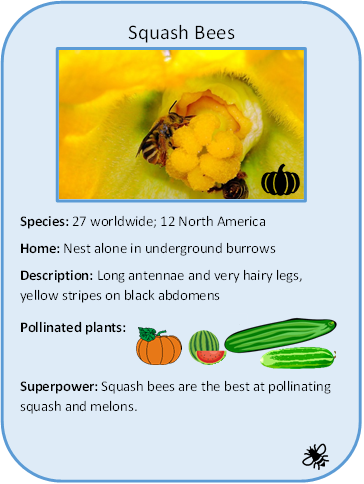 Squash Bees
Species: 27 worldwide; 12 North America
Home: Nest alone in underground burrows
Description: Long antennae and very hairy legs,
yellow stripes on black abdomens
Pollinated plants:
Superpower: Squash bees are the best at pollinating
squash and melons.